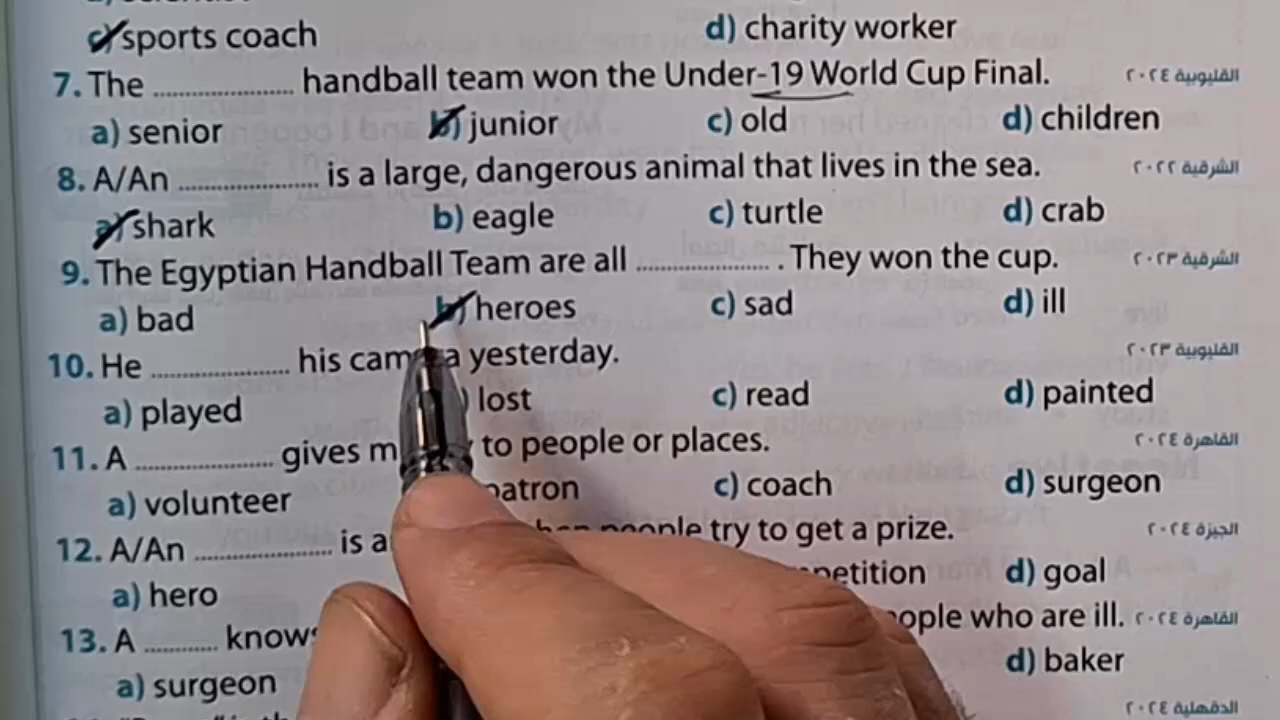 c) sports coach d) charity worker
7. The ............ handball team won the Under-19 World Cup Final. القليوبية ٢٠٢٤
a) senior b) junior c) old d) children
8. A/An ............ is a large, dangerous animal that lives in the sea. الشرقية ٢٠٢٢
a) shark b) eagle c) turtle d) crab
9. The Egyptian Handball Team are all ............ . They won the cup. الشرقية ٢٠٢٣
a) bad b) heroes c) sad d) ill
10. He ............ his camera yesterday. القليوبية ٢٠٢٣
a) played ) lost c) read d) painted
11. A ............ gives m to people or places. القاهرة ٢٠٢٤
a) volunteer patron c) coach d) surgeon
12. A/An ............ is a people try to get a prize. الجيزة ٢٠٢٤
a) hero petition d) goal
13. A ............ knows ople who are ill. القاهرة ٢٠٢٤
a) surgeon d) baker
الدقهلية ٢٠٢٤